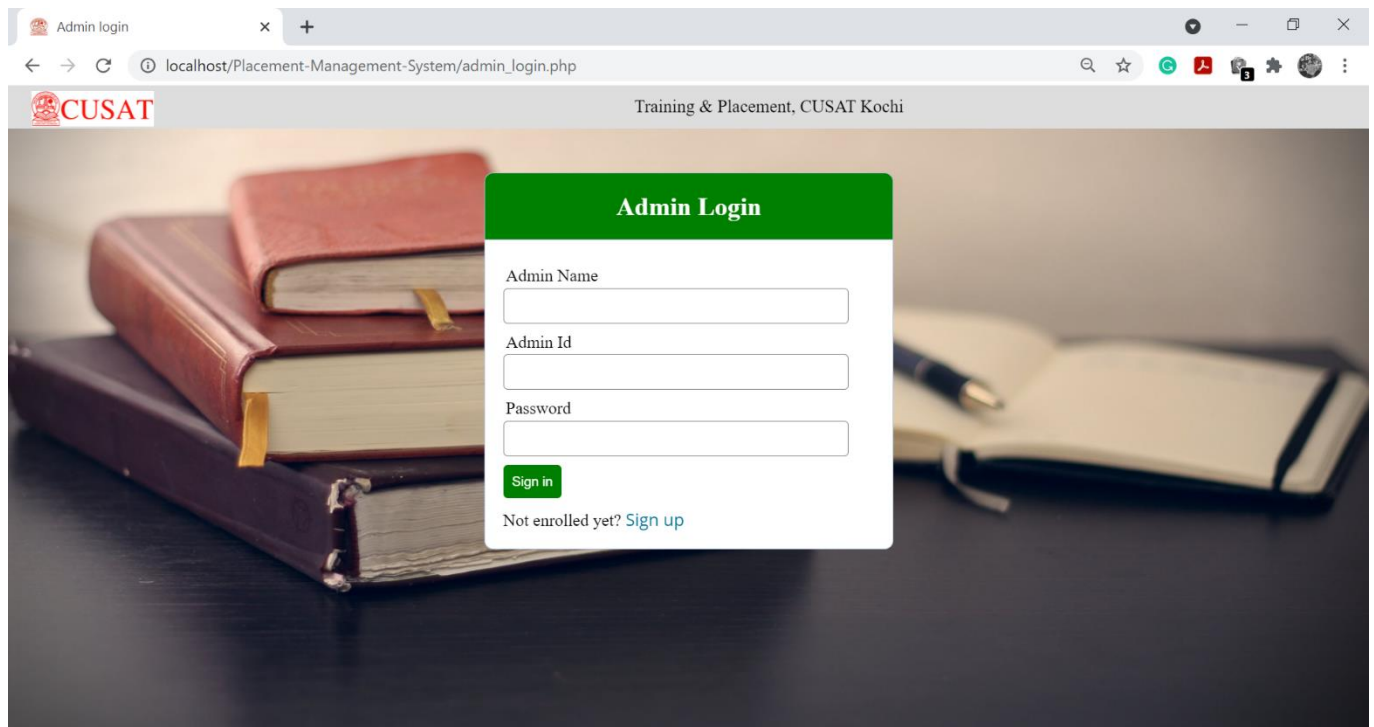 Admin login
localhost/Placement-Management-System/admin_login.php
3
CUSAT
Training & Placement, CUSAT Kochi
Admin Login
Admin Name
Admin Id
Password
Sign in
Not enrolled yet? Sign up